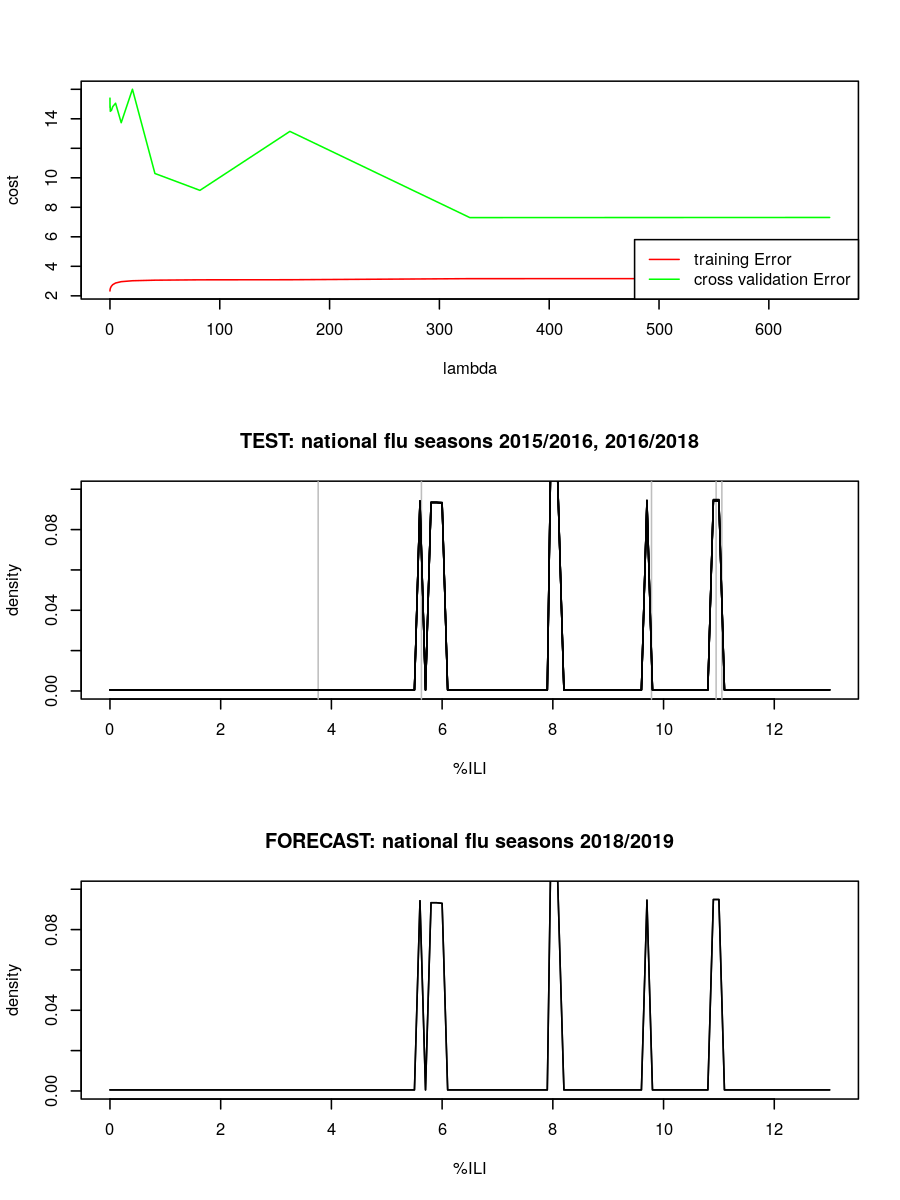 14
10
8
6
4
2
cost
training Error
cross validation Error
0 100 200 300 400 500 600
lambda
TEST: national flu seasons 2015/2016, 2016/2018
0.08
0.04
0.00
density
0 2 4 6 8 10 12
%ILI
FORECAST: national flu seasons 2018/2019
0.08
0.04
0.00
density
0 2 4 6 8 10 12
%ILI